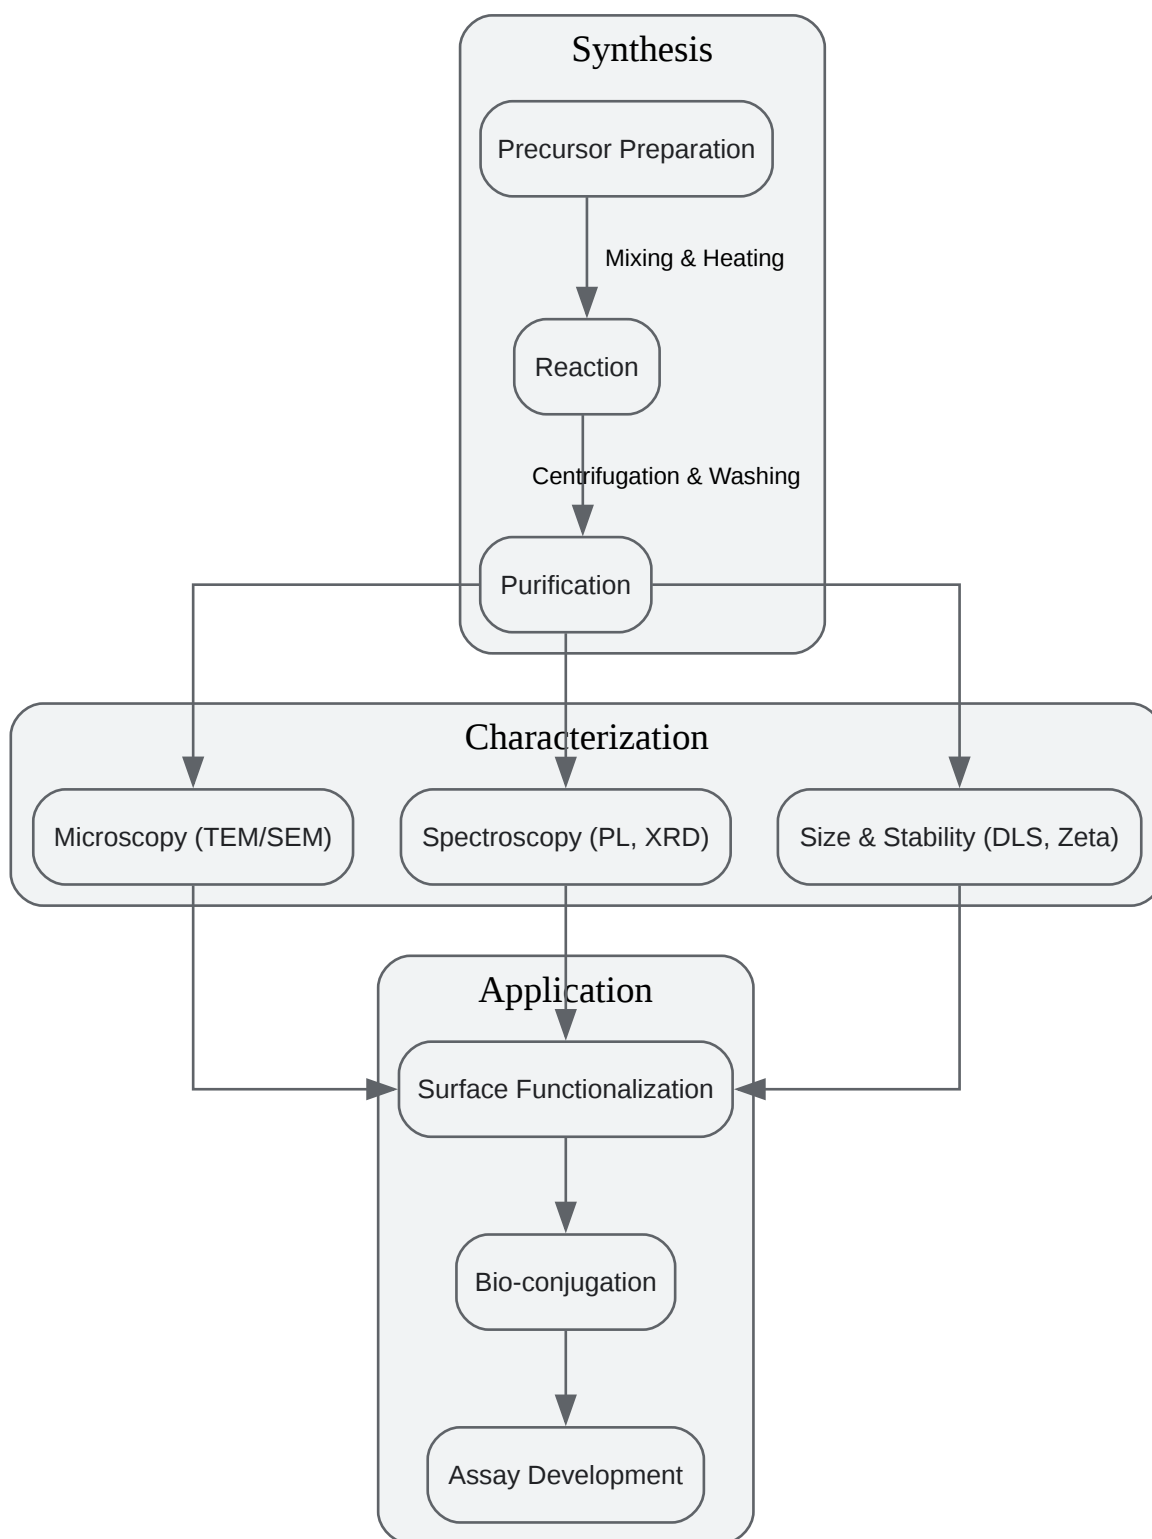 Synthesis
Precursor Preparation
Mixing & Heating
Reaction
Centrifugation & Washing
Purification
Characterization
Microscopy (TEM/SEM)
Spectroscopy (PL, XRD)
Size & Stability (DLS, Zeta)
Application
Surface Functionalization
Bio-conjugation
Assay Development